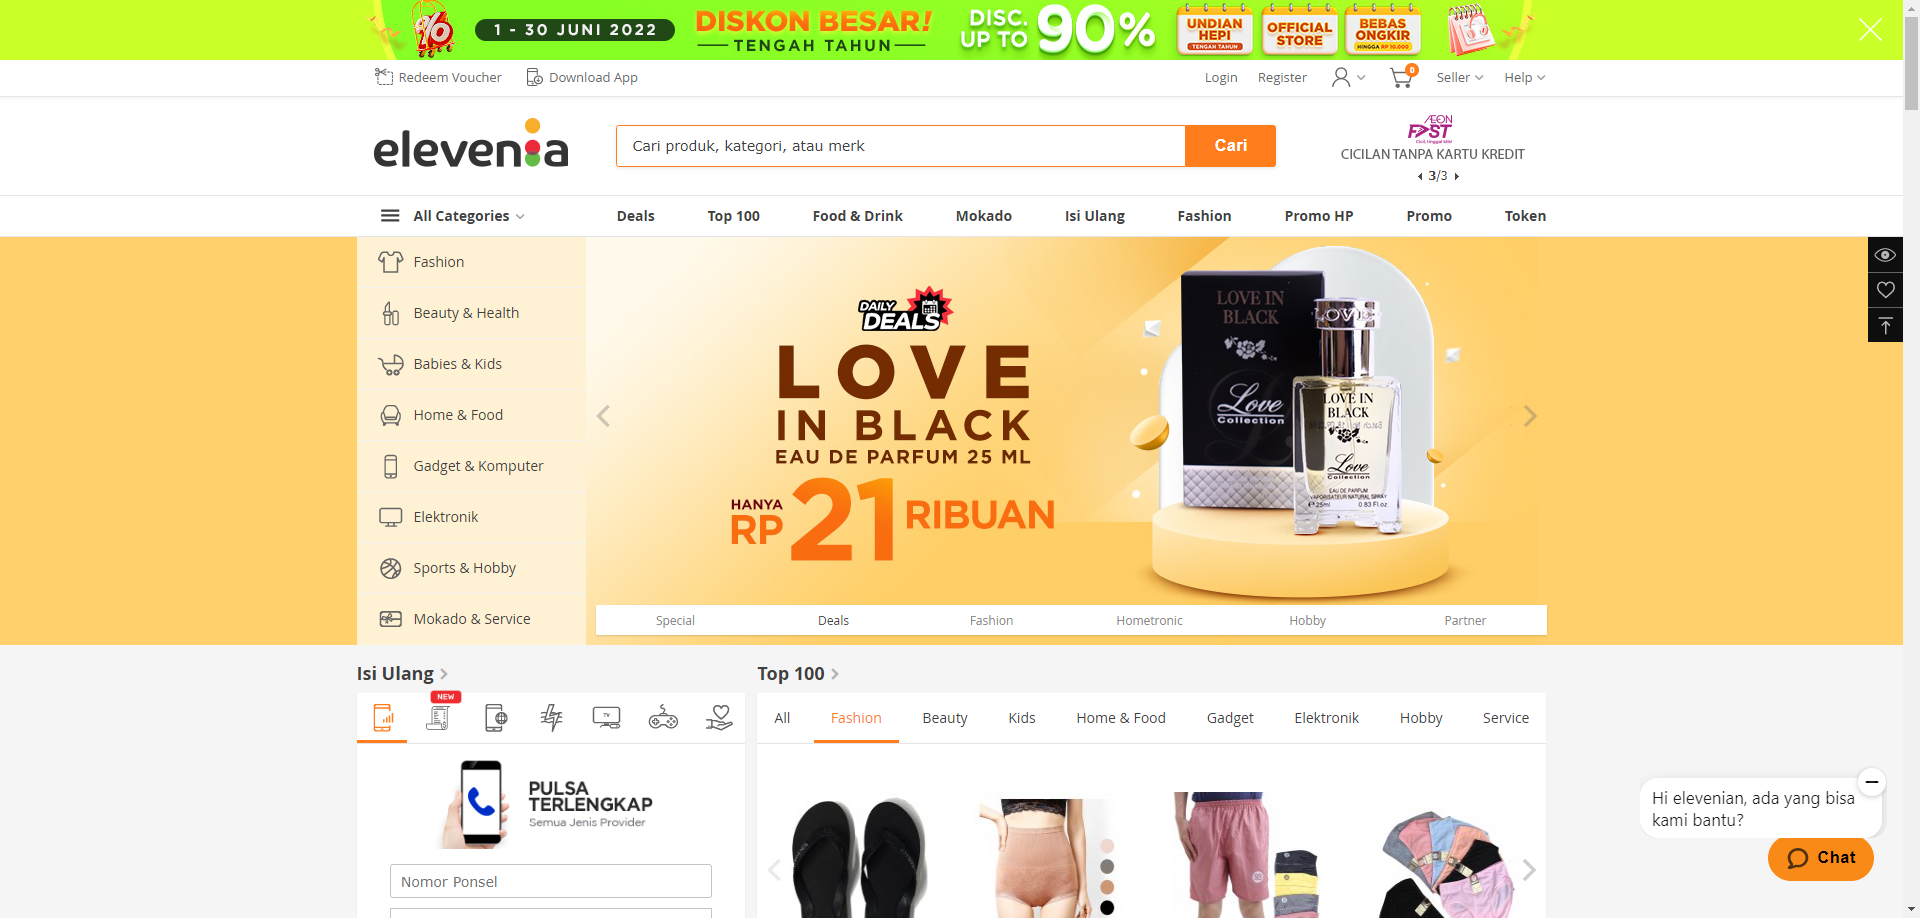 1 - 30 JUNI 2022
DISKON BESAR!
TENGAH TAHUN
DISC.
UP TO
90%
UNDIAN
HEPI
TENGAH TAHUN
OFFICIAL
STORE
BEBAS
ONGKIR
HINGGA RP 10.000
Redeem Voucher
Download App
Login
Register
0
Seller
Help
elevenia
Cari produk, kategori, atau merk
Cari
ÆON
FAST
CICILAN TANPA KARTU KREDIT
3/3
All Categories
Deals
Top 100
Food & Drink
Mokado
Isi Ulang
Fashion
Promo HP
Promo
Token
Fashion
Beauty & Health
Babies & Kids
Home & Food
Gadget & Komputer
Elektronik
Sports & Hobby
Mokado & Service
DAILY
DEALS
LOVE
IN BLACK
EAU DE PARFUM 25 ML
HANYA
RP 21 RIBUAN
LOVE IN
BLACK
Love
Collection
LOVE
LOVE IN
BLACK
Love
Collection
EAU DE PARFUM
VAPORISATEUR NATURAL SPRAY
25ml 0.83 Fl.oz.
Special
Deals
Fashion
Hometronic
Hobby
Partner
Isi Ulang
NEW
TV
PULSA
TERLENGKAP
Semua Jenis Provider
Nomor Ponsel
Top 100
All
Fashion
Beauty
Kids
Home & Food
Gadget
Elektronik
Hobby
Service
Hi elevenian, ada yang bisa
kami bantu?
Chat